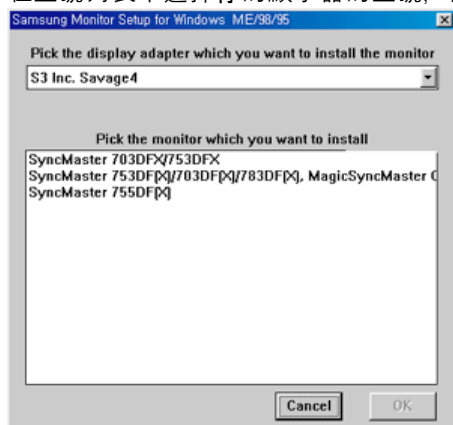 Samsung Monitor Setup for Windows ME/98/95
Pick the display adapter which you want to install the monitor
S3 Inc. Savage4
Pick the monitor which you want to install
SyncMaster 703DFX/753DFX
SyncMaster 753DF[X]/703DF[X]/783DF[X], MagicSyncMaster
SyncMaster 755DF[X]
Cancel
OK